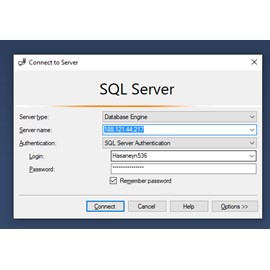 Connect to Server
SQL Server
Server type: Database Engine
Server name: 188.121.44.217
Authentication: SQL Server Authentication
Login: Hasaneyn536
Password: ***************
Remember password
Connect Cancel Help Options >>